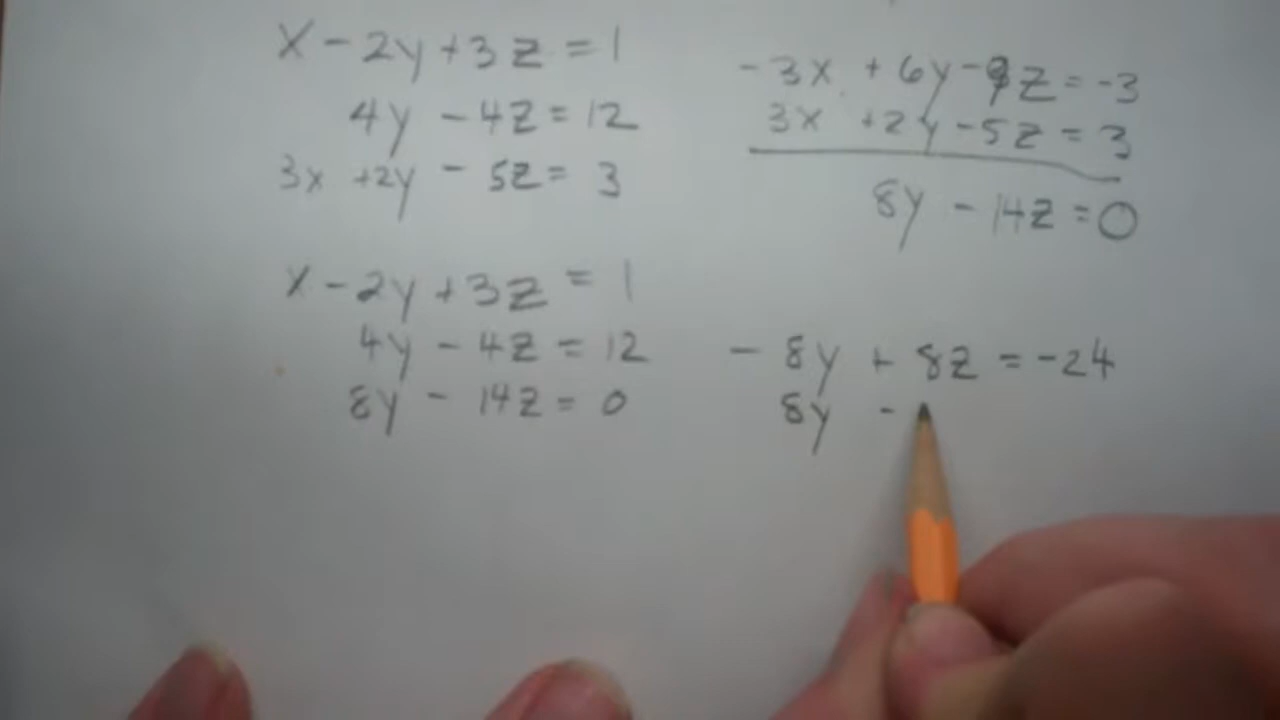 x - 2y + 3z = 1
4y - 4z = 12
3x + 2y - 5z = 3
-3x + 6y - 9z = -3
3x + 2y - 5z = 3
8y - 14z = 0
x - 2y + 3z = 1
4y - 4z = 12
8y - 14z = 0
- 8y + 8z = -24
8y -